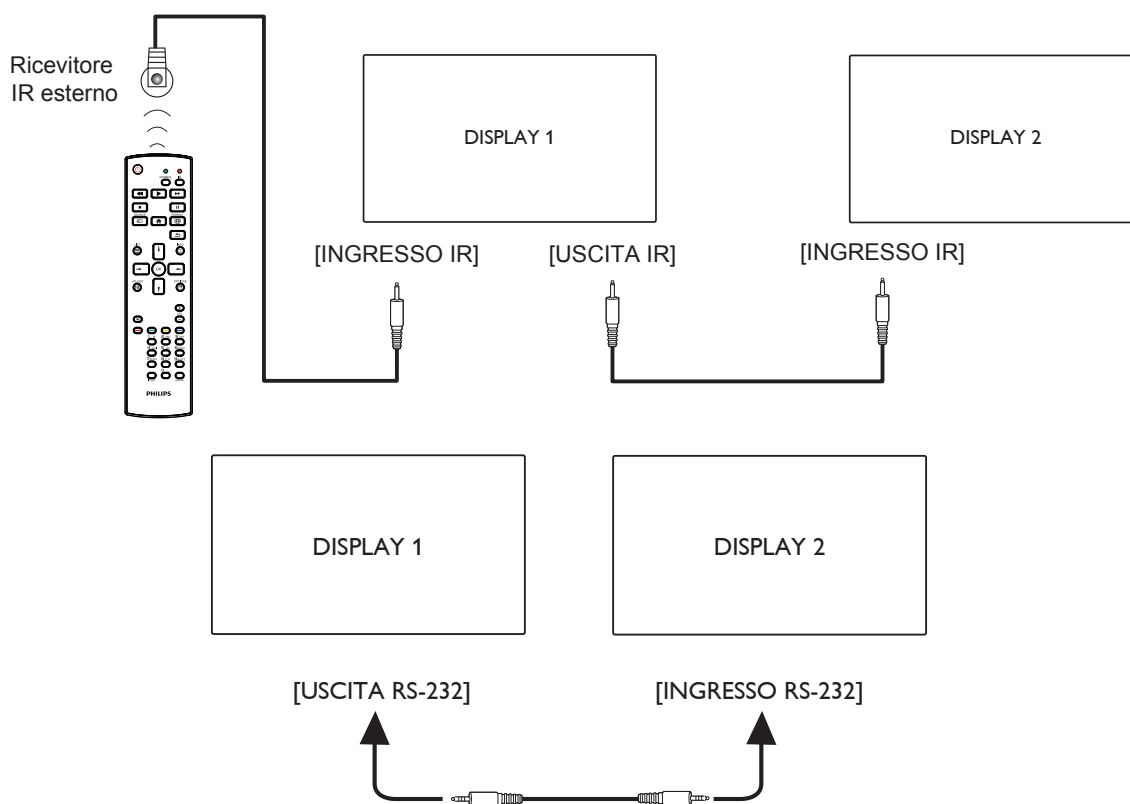 Ricevitore
IR esterno
DISPLAY 1
DISPLAY 2
[INGRESSO IR]
[USCITA IR]
[INGRESSO IR]
PHILIPS
DISPLAY 1
DISPLAY 2
[USCITA RS-232]
[INGRESSO RS-232]